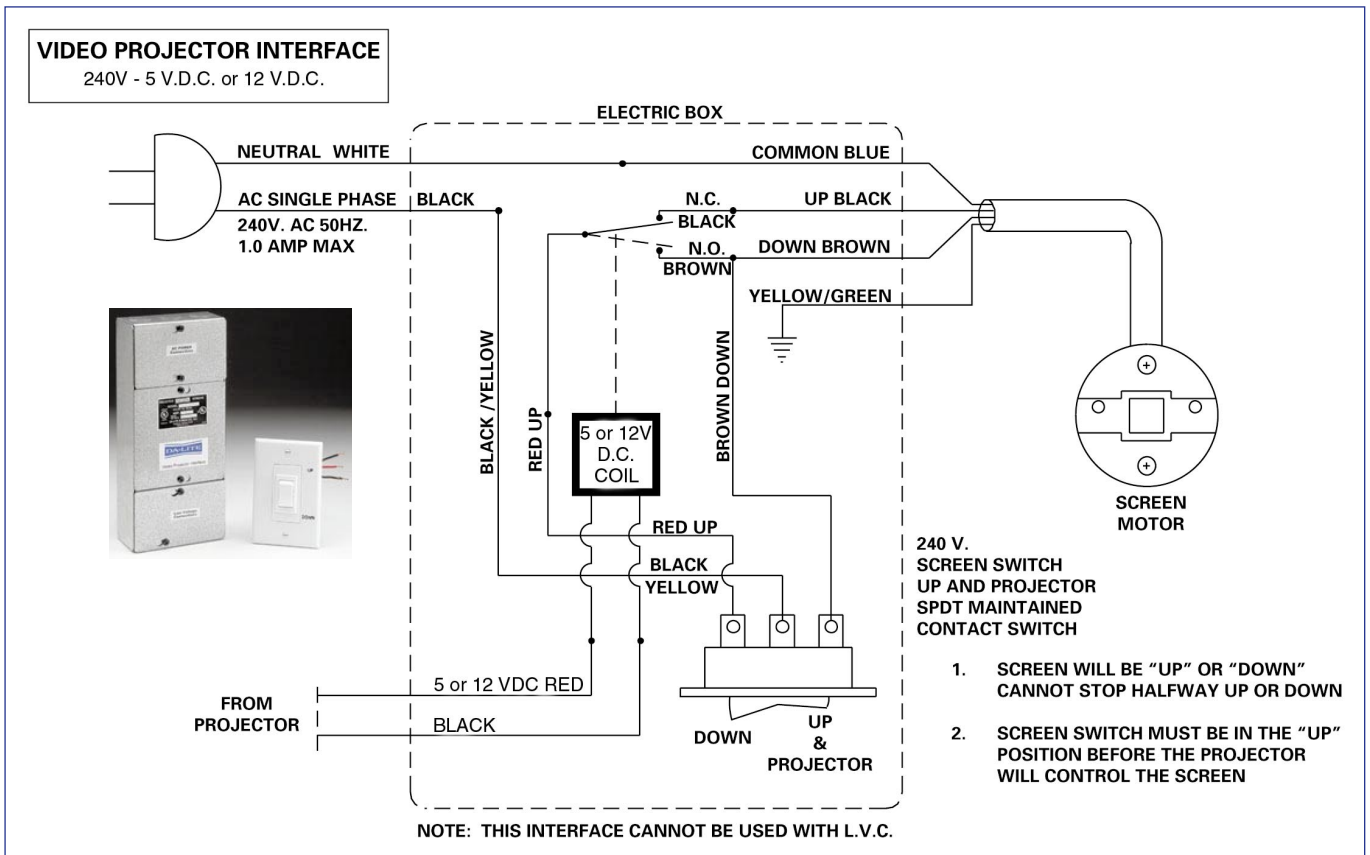 VIDEO PROJECTOR INTERFACE
240V - 5 V.D.C. or 12 V.D.C.
ELECTRIC BOX
NEUTRAL WHITE
COMMON BLUE
AC SINGLE PHASE
BLACK
240V. AC 50HZ.
1.0 AMP MAX
N.C.
BLACK
UP BLACK
N.O.
BROWN
DOWN BROWN
YELLOW/GREEN
BLACK /YELLOW
RED UP
BROWN DOWN
5 or 12V
D.C.
COIL
SCREEN
MOTOR
RED UP
BLACK
YELLOW
240 V.
SCREEN SWITCH
UP AND PROJECTOR
SPDT MAINTAINED
CONTACT SWITCH
1. SCREEN WILL BE “UP” OR “DOWN”
CANNOT STOP HALFWAY UP OR DOWN
2. SCREEN SWITCH MUST BE IN THE “UP”
POSITION BEFORE THE PROJECTOR
WILL CONTROL THE SCREEN
FROM
PROJECTOR
5 or 12 VDC RED
BLACK
DOWN
UP
&
PROJECTOR
NOTE: THIS INTERFACE CANNOT BE USED WITH L.V.C.
DA-LITE
UP
DOWN